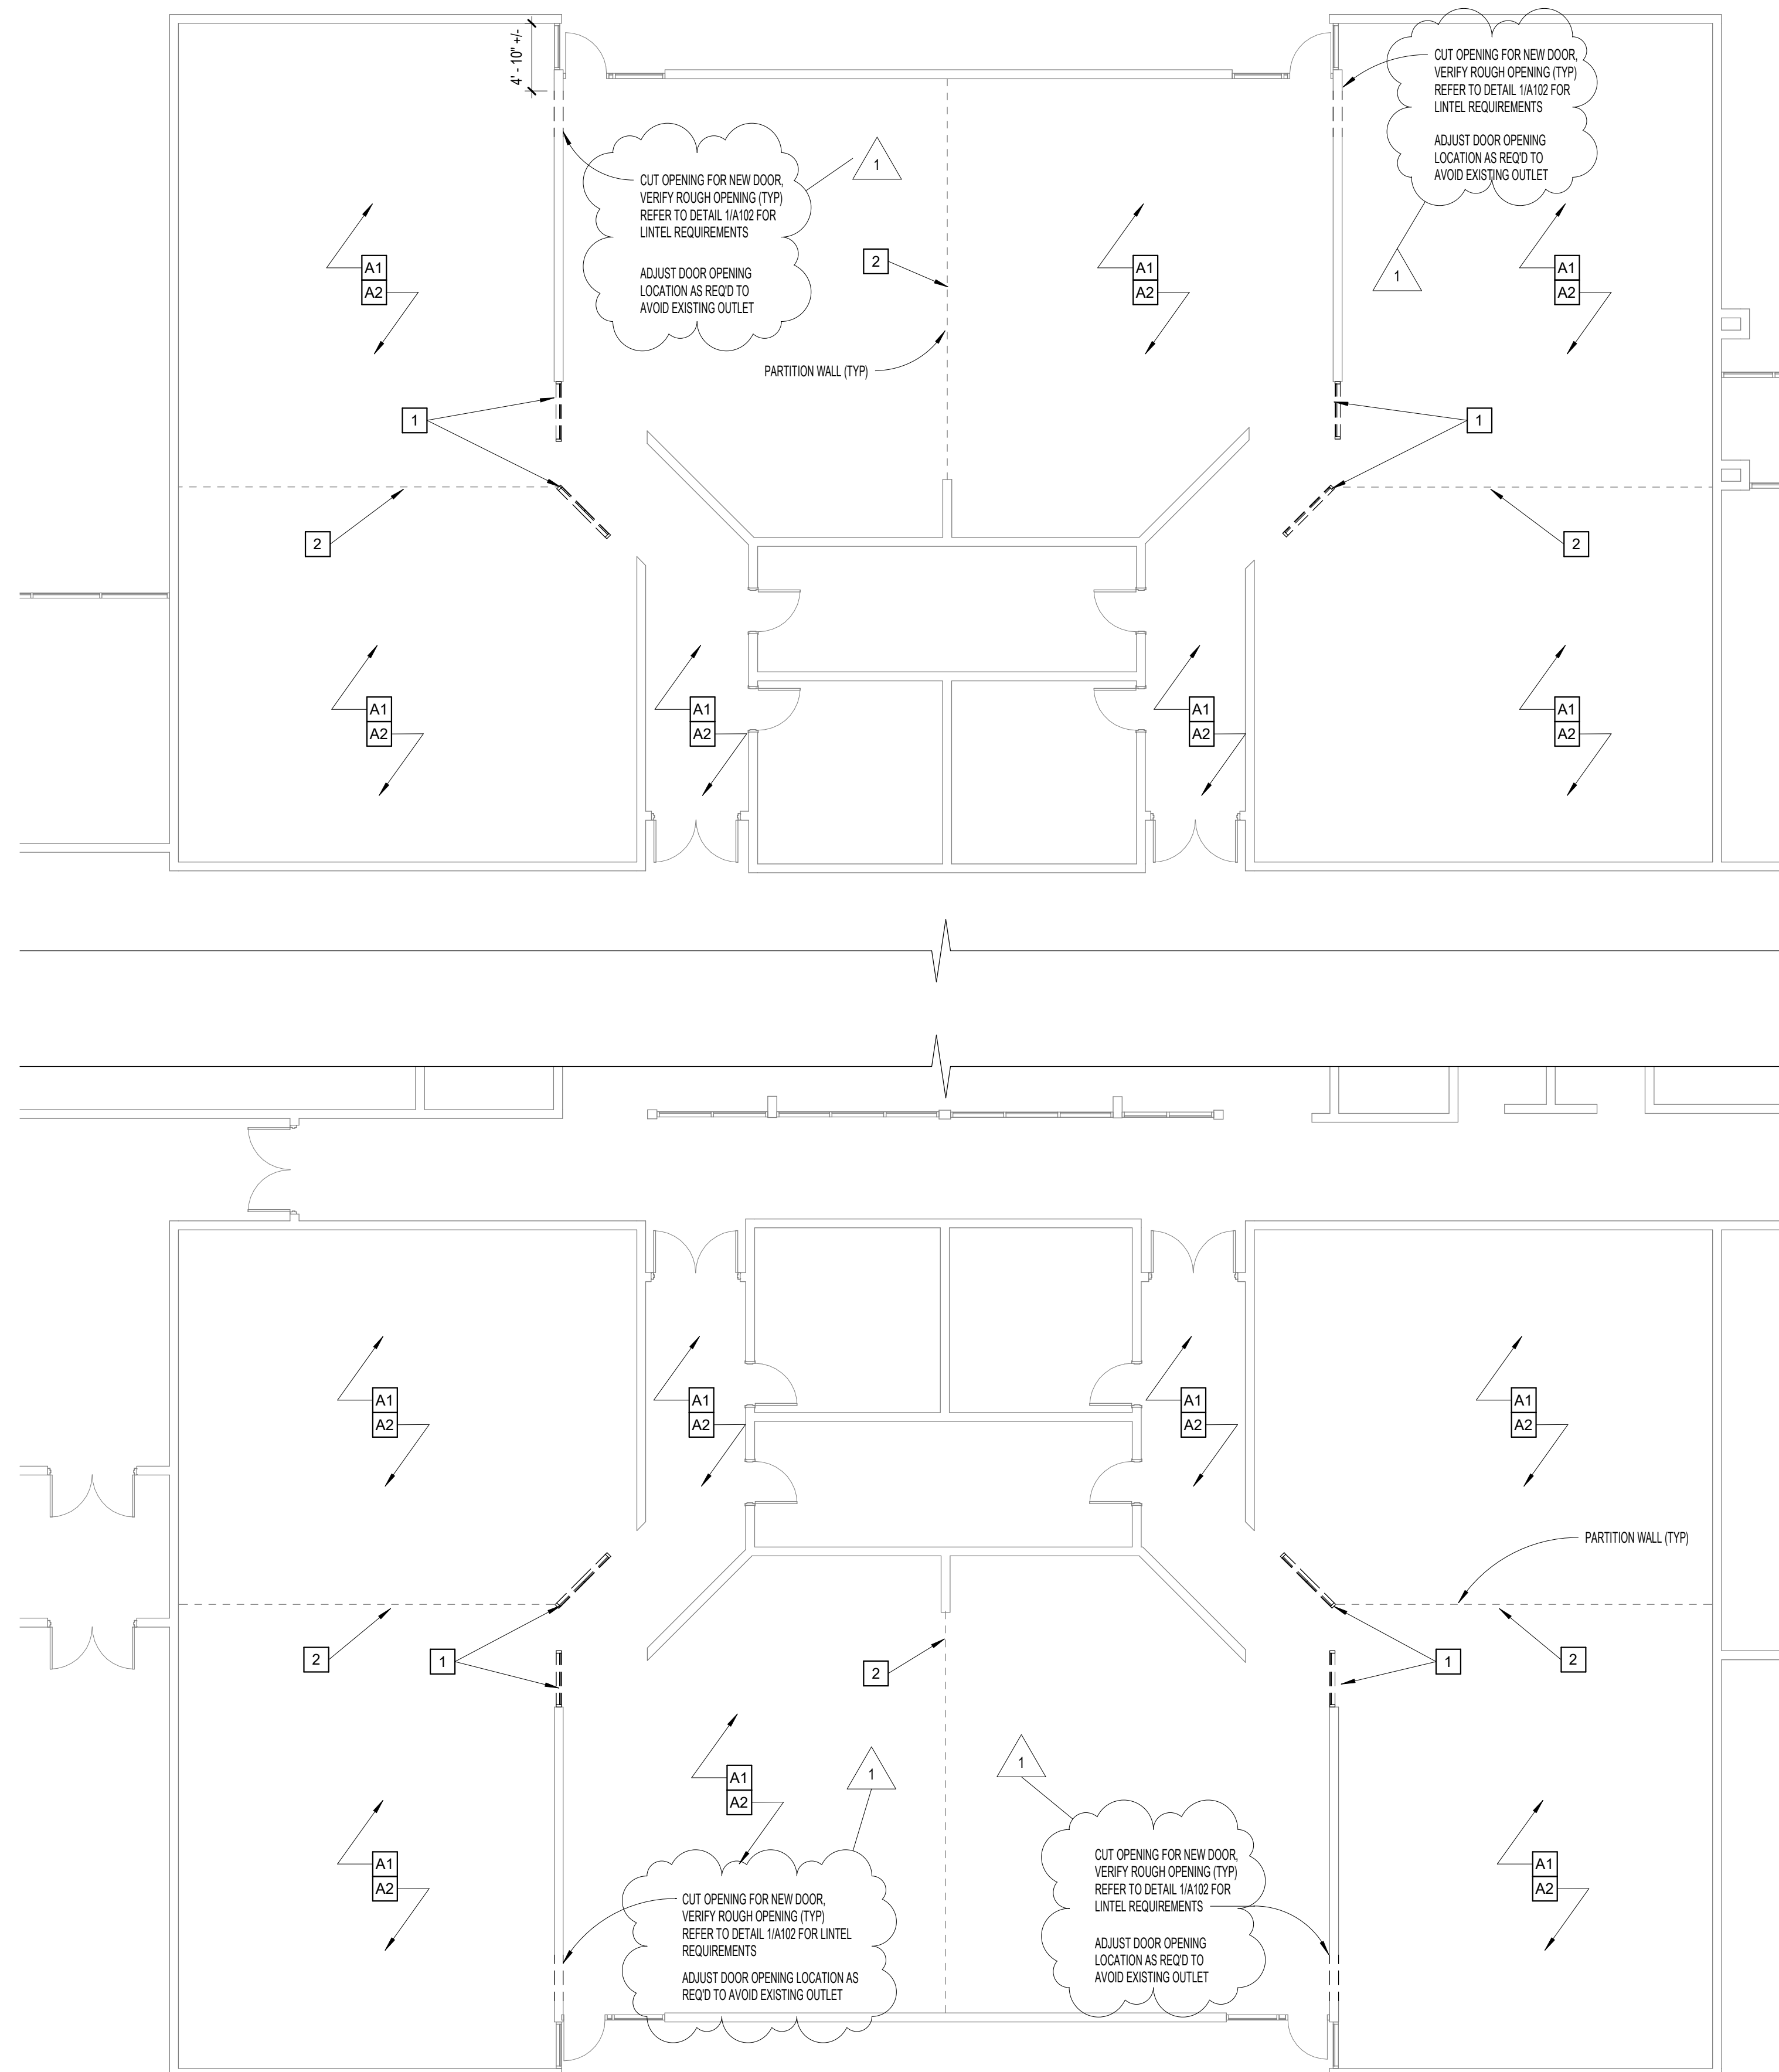 4' - 10" +/-
CUT OPENING FOR NEW DOOR,
VERIFY ROUGH OPENING (TYP)
REFER TO DETAIL 1/A102 FOR
LINTEL REQUIREMENTS
ADJUST DOOR OPENING
LOCATION AS REQ'D TO
AVOID EXISTING OUTLET
1
CUT OPENING FOR NEW DOOR,
VERIFY ROUGH OPENING (TYP)
REFER TO DETAIL 1/A102 FOR
LINTEL REQUIREMENTS
ADJUST DOOR OPENING
LOCATION AS REQ'D TO
AVOID EXISTING OUTLET
1
A1
A2
2
A1
A2
A1
A2
PARTITION WALL (TYP)
1
1
2
2
A1
A2
A1
A2
A1
A2
A1
A2
A1
A2
A1
A2
A1
A2
A1
A2
PARTITION WALL (TYP)
2
1
2
1
2
A1
A2
1
1
A1
A2
A1
A2
CUT OPENING FOR NEW DOOR,
VERIFY ROUGH OPENING (TYP)
REFER TO DETAIL 1/A102 FOR LINTEL
REQUIREMENTS
ADJUST DOOR OPENING LOCATION AS
REQ'D TO AVOID EXISTING OUTLET
CUT OPENING FOR NEW DOOR,
VERIFY ROUGH OPENING (TYP)
REFER TO DETAIL 1/A102 FOR
LINTEL REQUIREMENTS
ADJUST DOOR OPENING
LOCATION AS REQ'D TO
AVOID EXISTING OUTLET